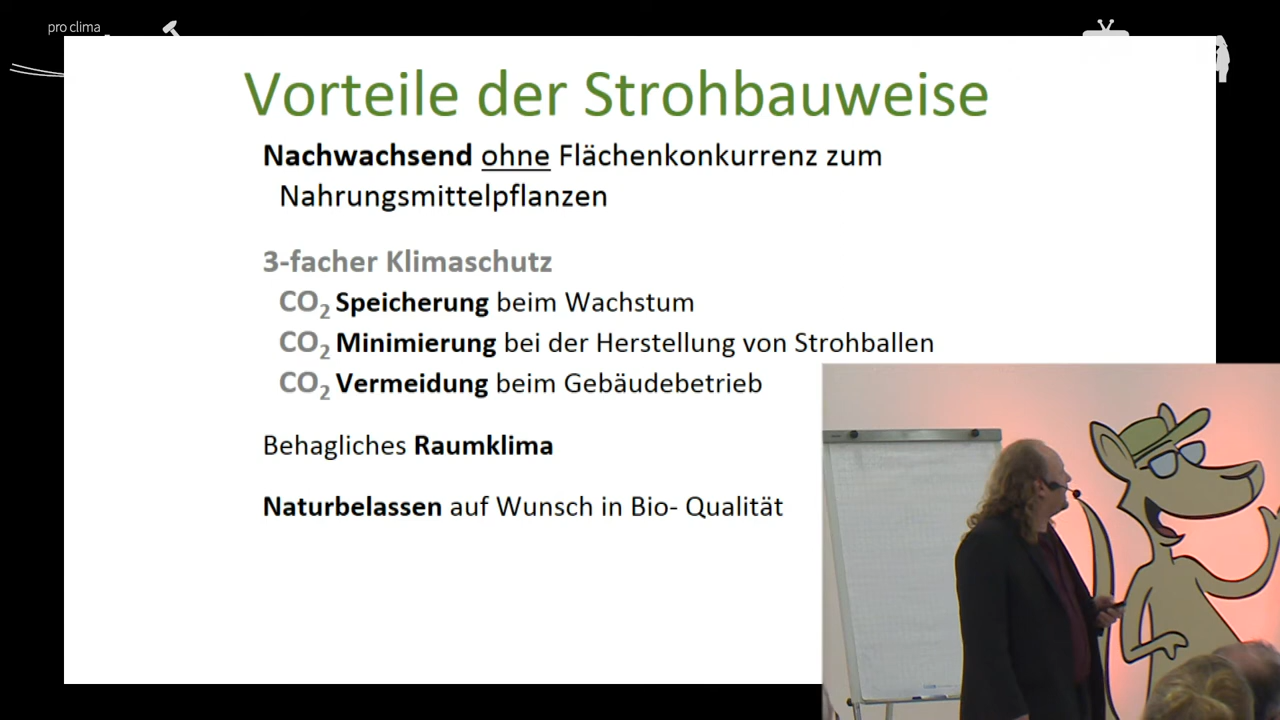 pro clima
Vorteile der Strohbauweise
Nachwachsend ohne Flächenkonkurrenz zum
Nahrungsmittelpflanzen
3-facher Klimaschutz
CO₂ Speicherung beim Wachstum
CO₂ Minimierung bei der Herstellung von Strohballen
CO₂ Vermeidung beim Gebäudebetrieb
Behagliches Raumklima
Naturbelassen auf Wunsch in Bio- Qualität